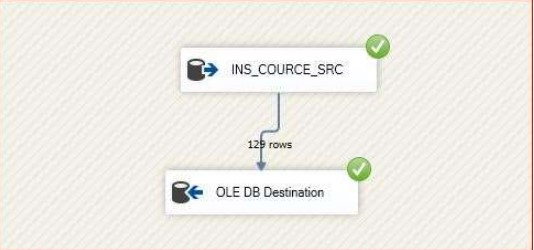 INS_COURCE_SRC
129 rows
OLE DB Destination